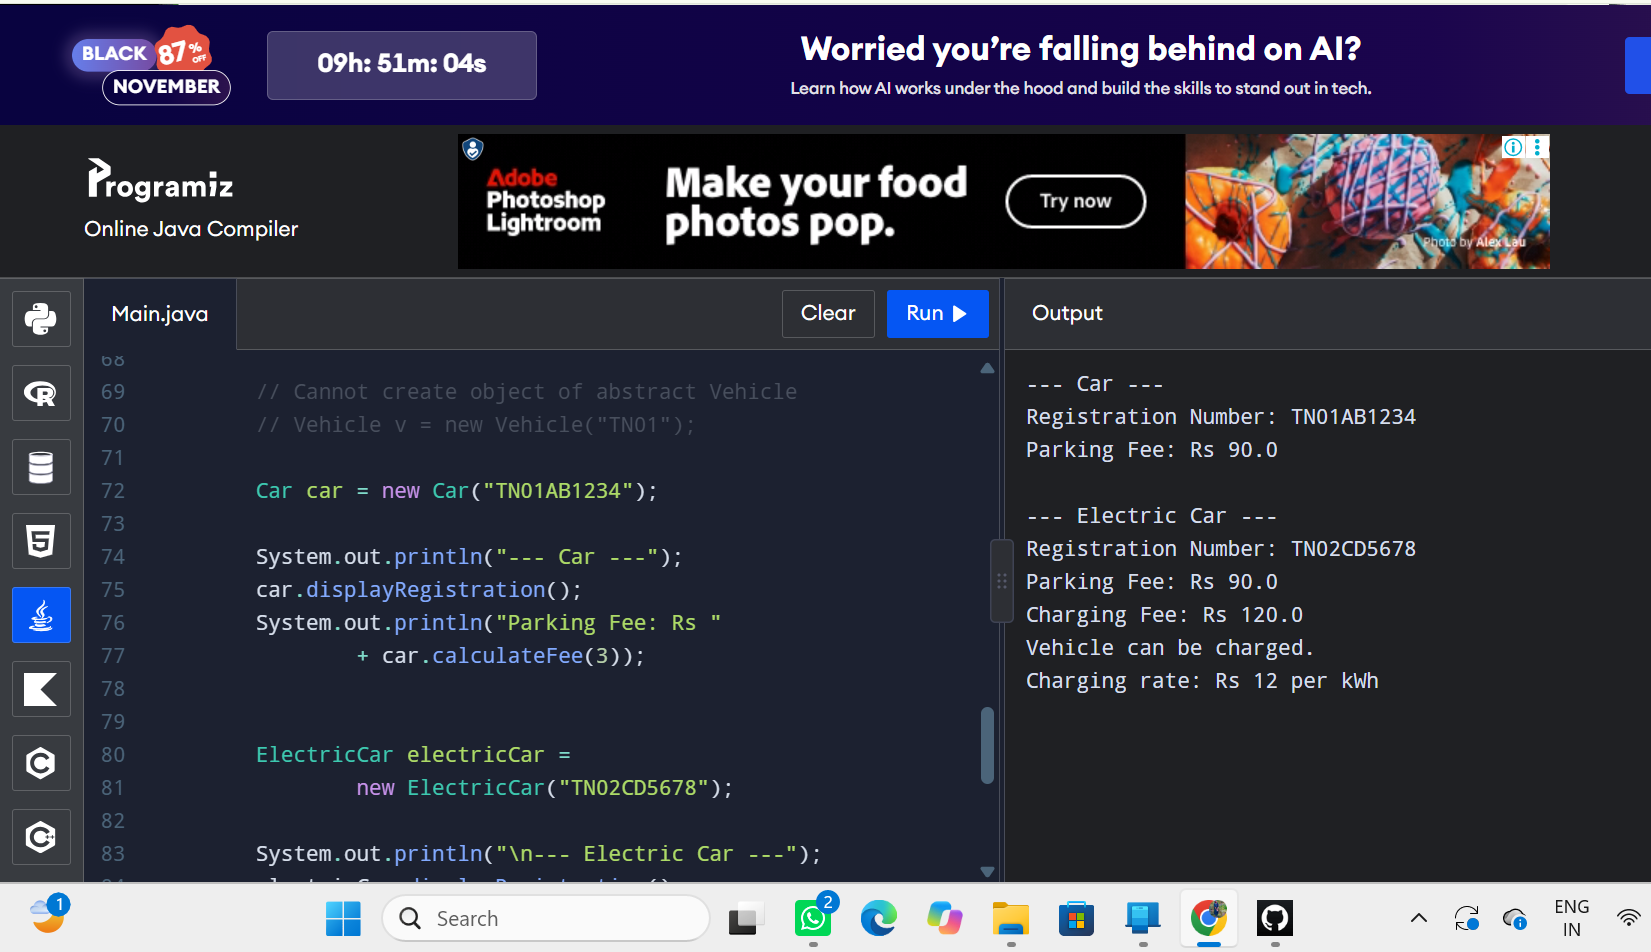 BLACK 87% OFF
NOVEMBER
09h: 51m: 04s
Worried you're falling behind on AI?
Learn how AI works under the hood and build the skills to stand out in tech.
Programiz
Online Java Compiler
Adobe
Photoshop
Lightroom
Make your food
photos pop.
Try now
Photo by Alex Lau
Main.java
Clear
Run
Output
68
69 // Cannot create object of abstract Vehicle
70 // Vehicle v = new Vehicle("TN01");
71
72 Car car = new Car("TN01AB1234");
73
74 System.out.println("--- Car ---");
75 car.displayRegistration();
76 System.out.println("Parking Fee: Rs "
77 + car.calculateFee(3));
78
79
80 ElectricCar electricCar =
81 new ElectricCar("TN02CD5678");
82
83 System.out.println("\n--- Electric Car ---");
--- Car ---
Registration Number: TN01AB1234
Parking Fee: Rs 90.0
--- Electric Car ---
Registration Number: TN02CD5678
Parking Fee: Rs 90.0
Charging Fee: Rs 120.0
Vehicle can be charged.
Charging rate: Rs 12 per kWh
1
Search
2
ENG
IN